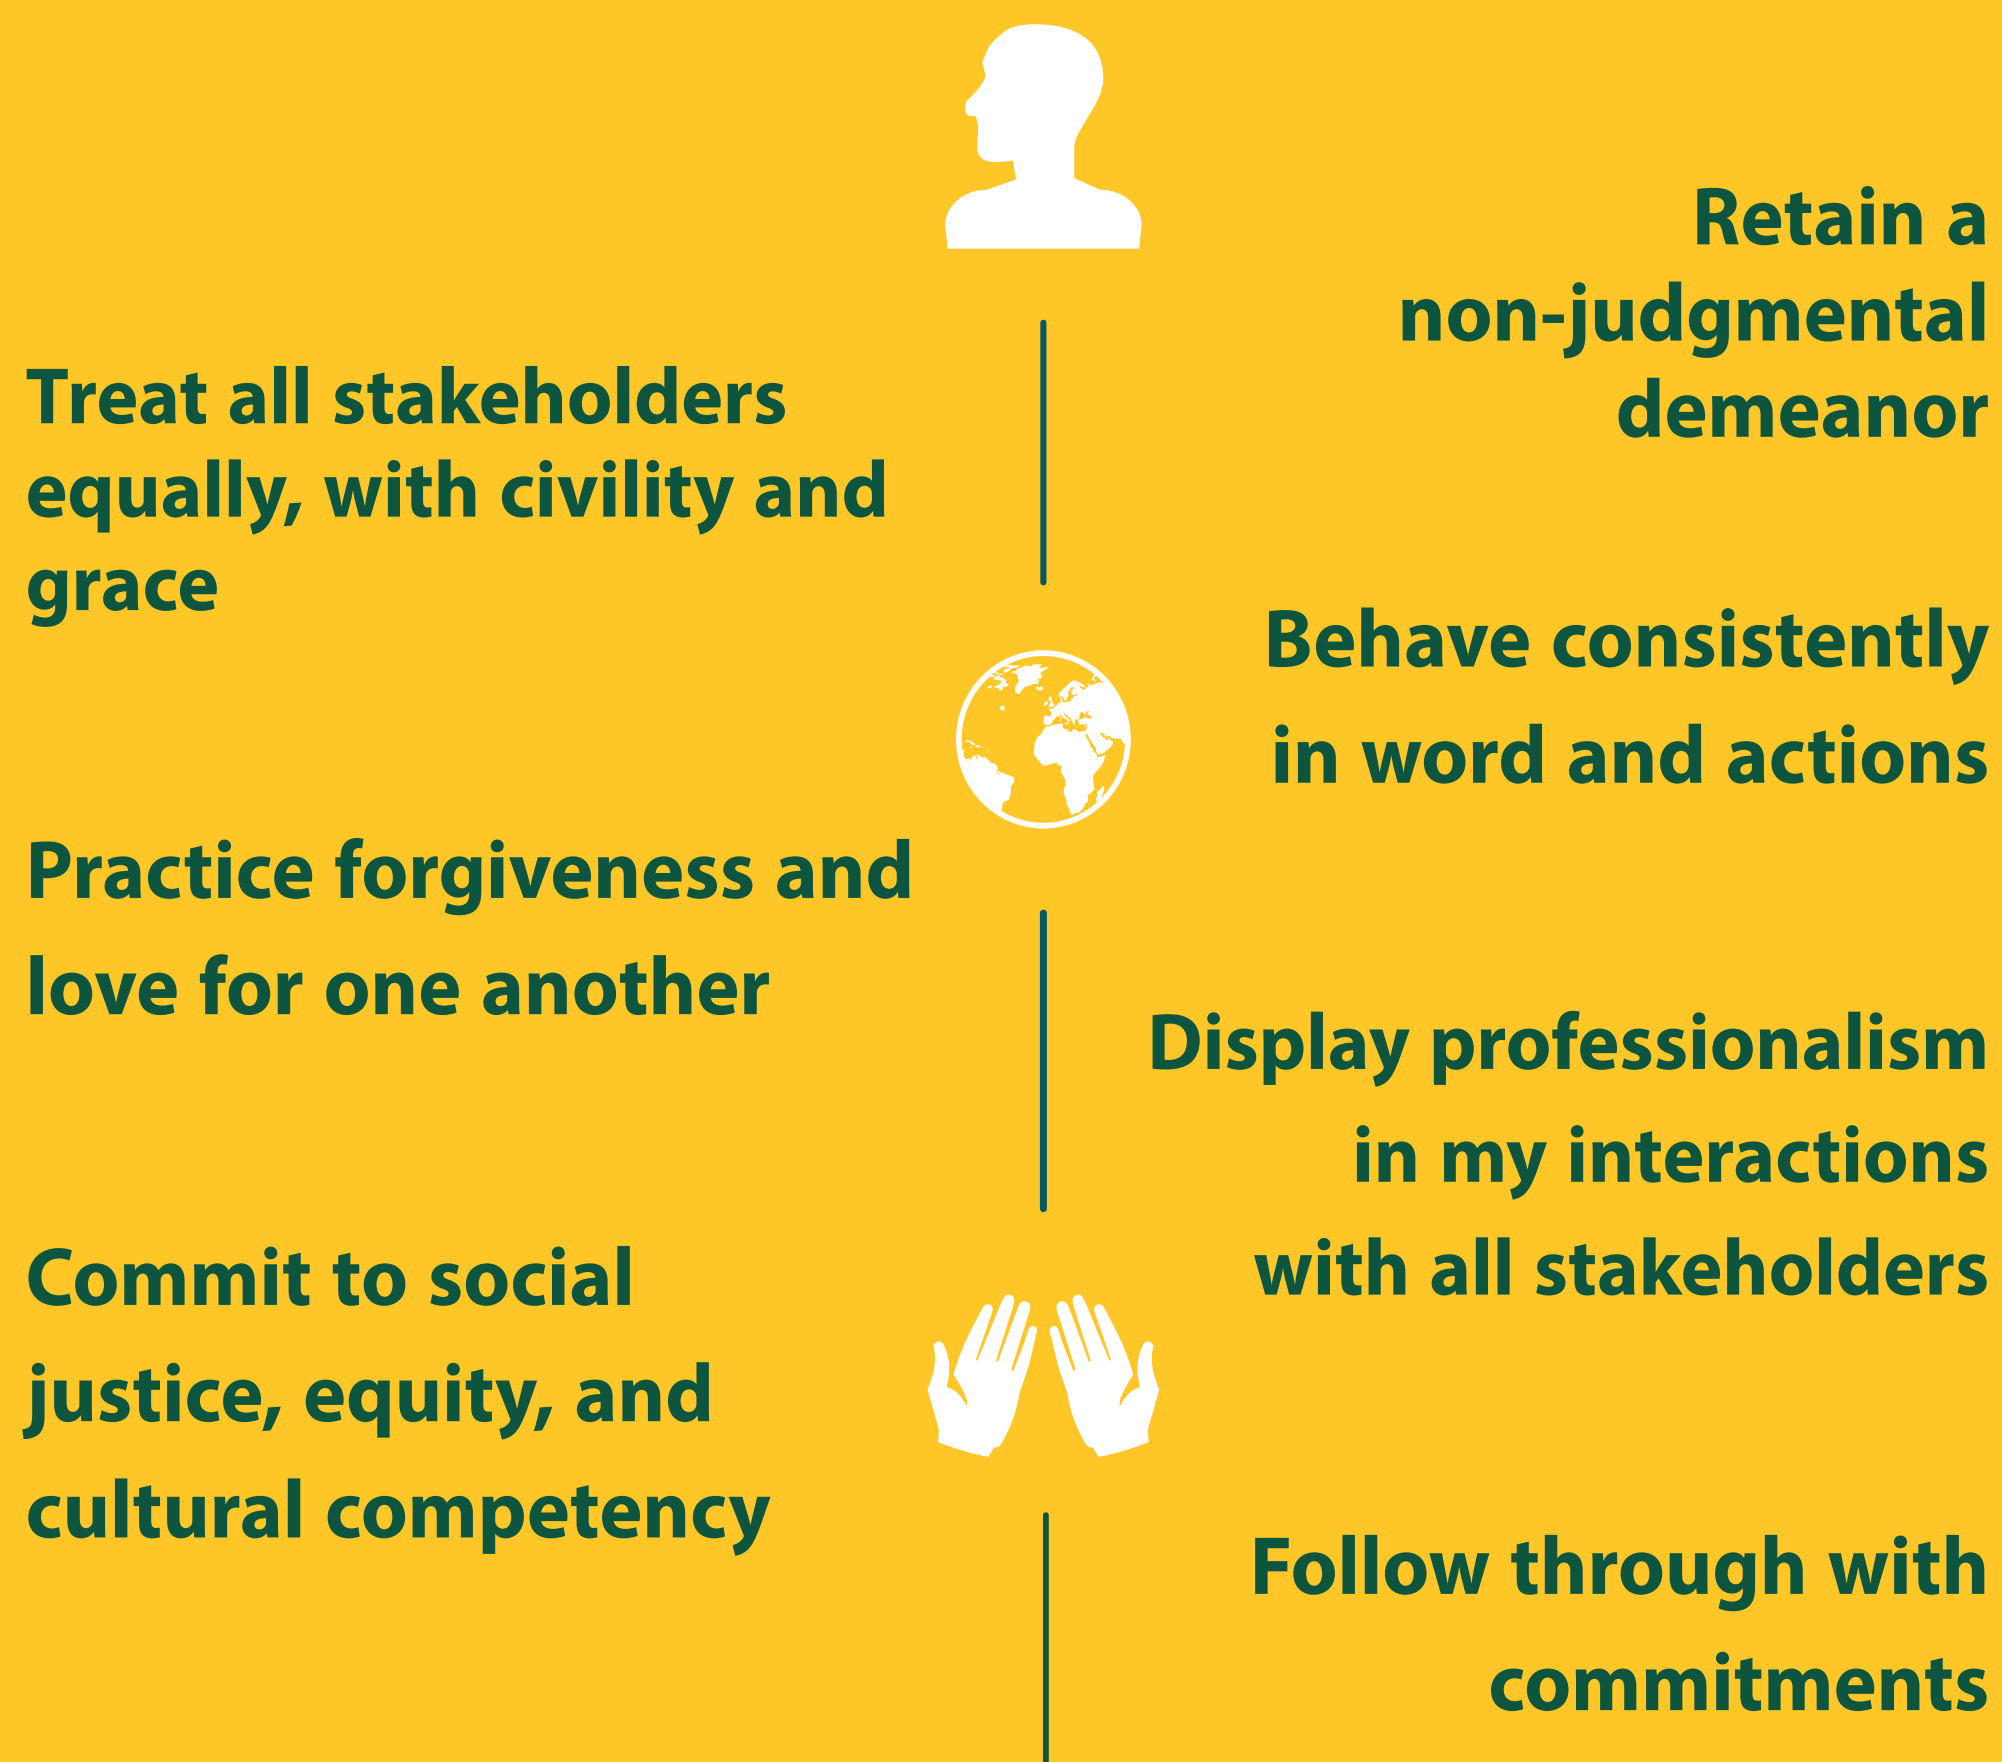 Retain a
non-judgmental
demeanor
Treat all stakeholders
equally, with civility and
grace
Behave consistently
in word and actions
Practice forgiveness and
love for one another
Display professionalism
in my interactions
with all stakeholders
Commit to social
justice, equity, and
cultural competency
Follow through with
commitments